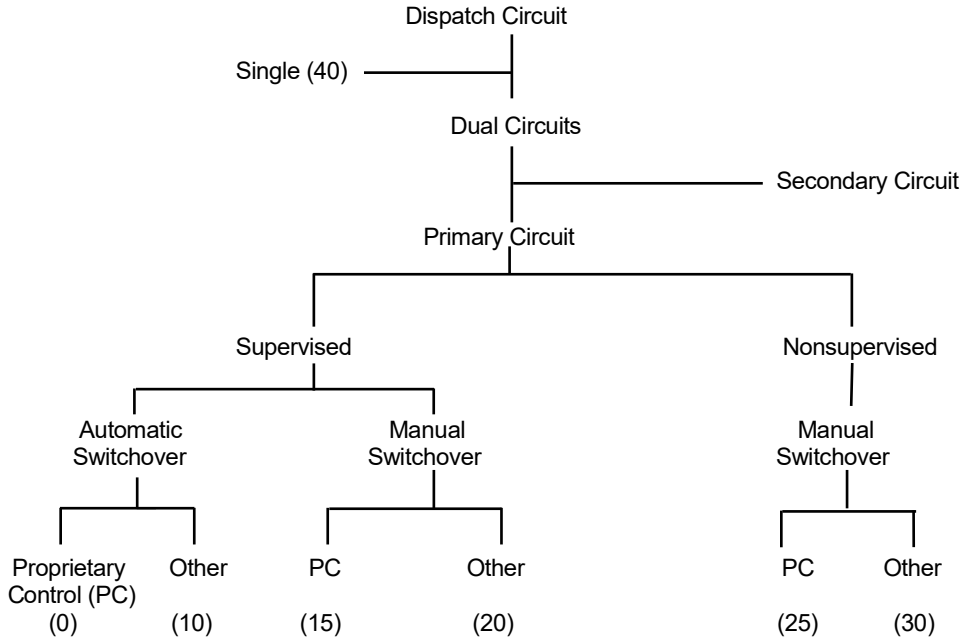 Dispatch Circuit
Single (40)
Dual Circuits
Secondary Circuit
Primary Circuit
Supervised
Nonsupervised
Automatic
Switchover
Manual
Switchover
Manual
Switchover
Proprietary
Control (PC)
Other
PC
Other
PC
Other
(0)
(10)
(15)
(20)
(25)
(30)